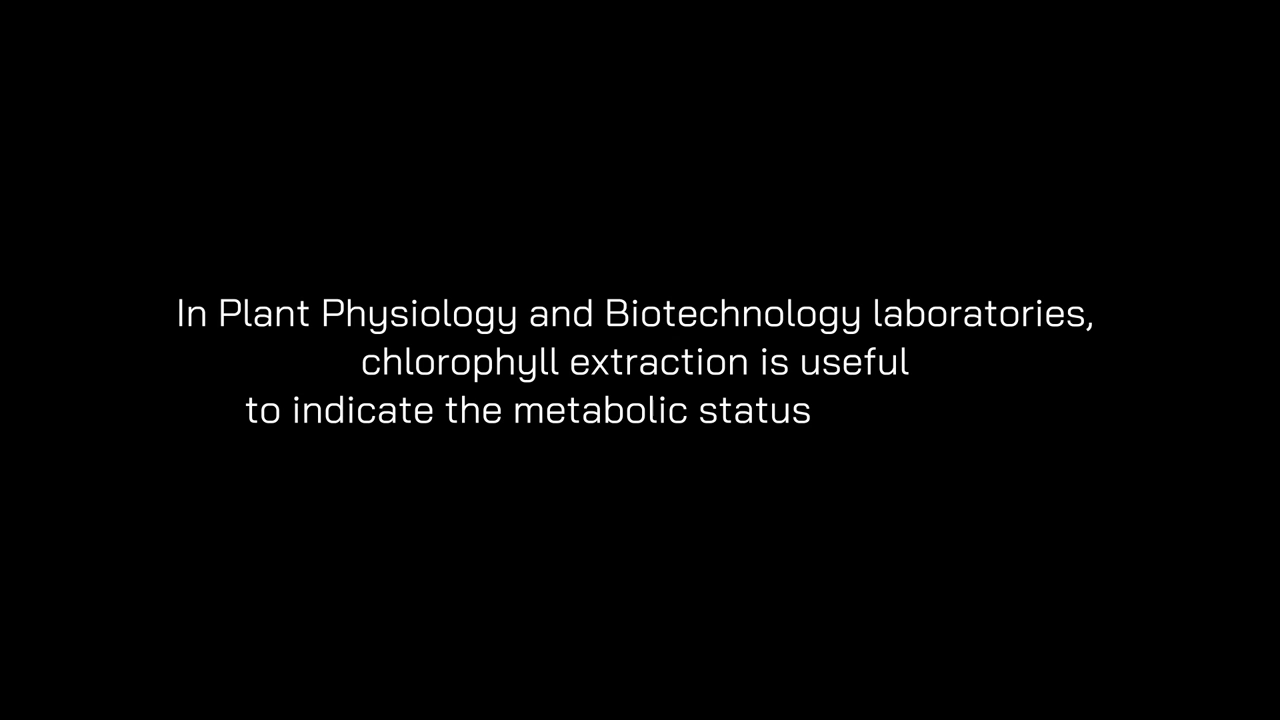 In Plant Physiology and Biotechnology laboratories,
chlorophyll extraction is useful
to indicate the metabolic status